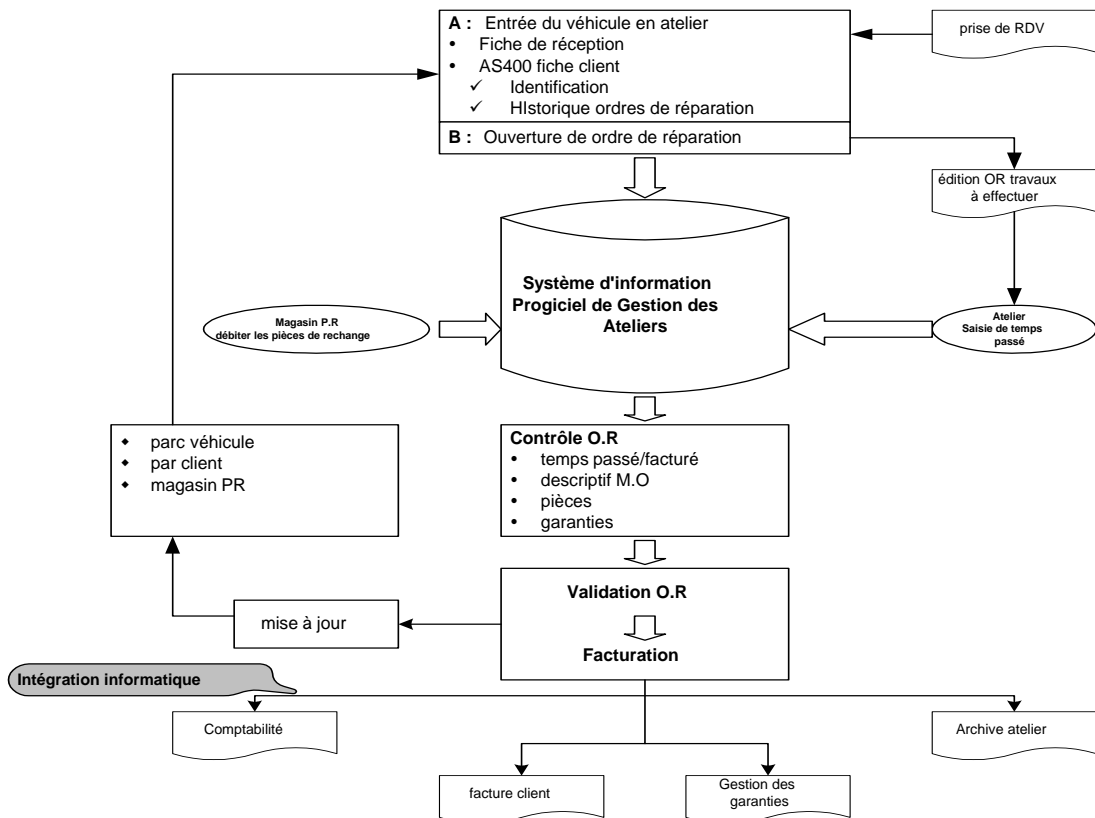 A : Entrée du véhicule en atelier
• Fiche de réception
• AS400 fiche client
✓ Identification
✓ HIstorique ordres de réparation
B : Ouverture de ordre de réparation
prise de RDV
édition OR travaux
à effectuer
Système d'information
Progiciel de Gestion des
Ateliers
Magasin P.R
débiter les pièces de rechange
Atelier
Saisie de temps
passé
◆ parc véhicule
◆ par client
◆ magasin PR
Contrôle O.R
• temps passé/facturé
• descriptif M.O
• pièces
• garanties
Validation O.R
Facturation
mise à jour
Intégration informatique
Comptabilité
Archive atelier
facture client
Gestion des
garanties